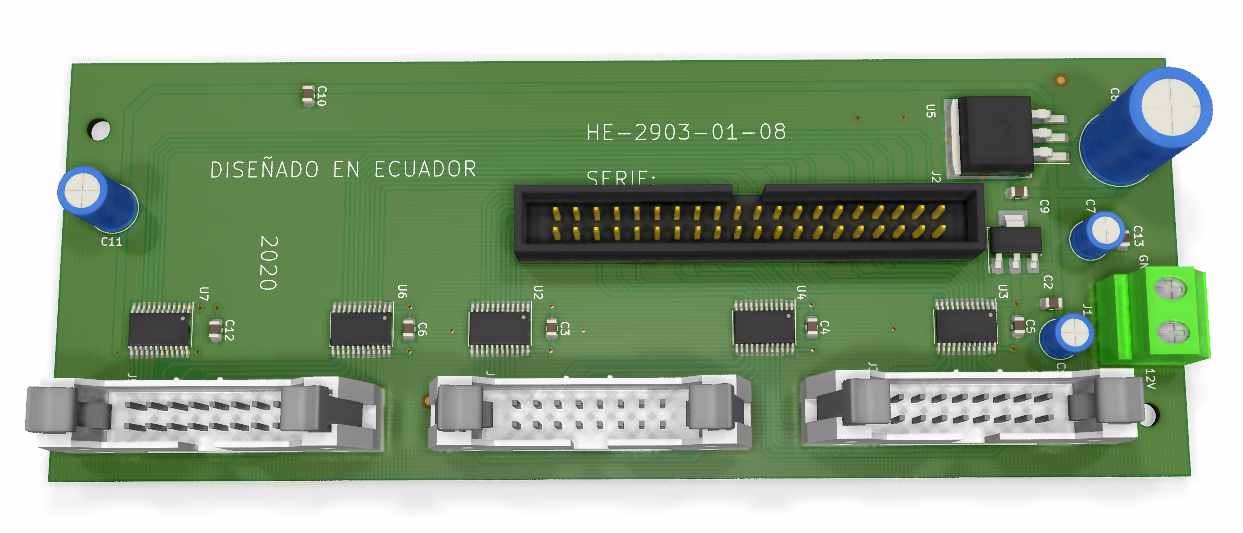 C10
C8
U5
HE-2903-01-08
DISEÑADO EN ECUADOR
SERIE:
J2
C9
C7
C11
C13
2020
U7
U6
U2
U4
U3
C2
J1
C12
C6
C3
C4
C5
12V